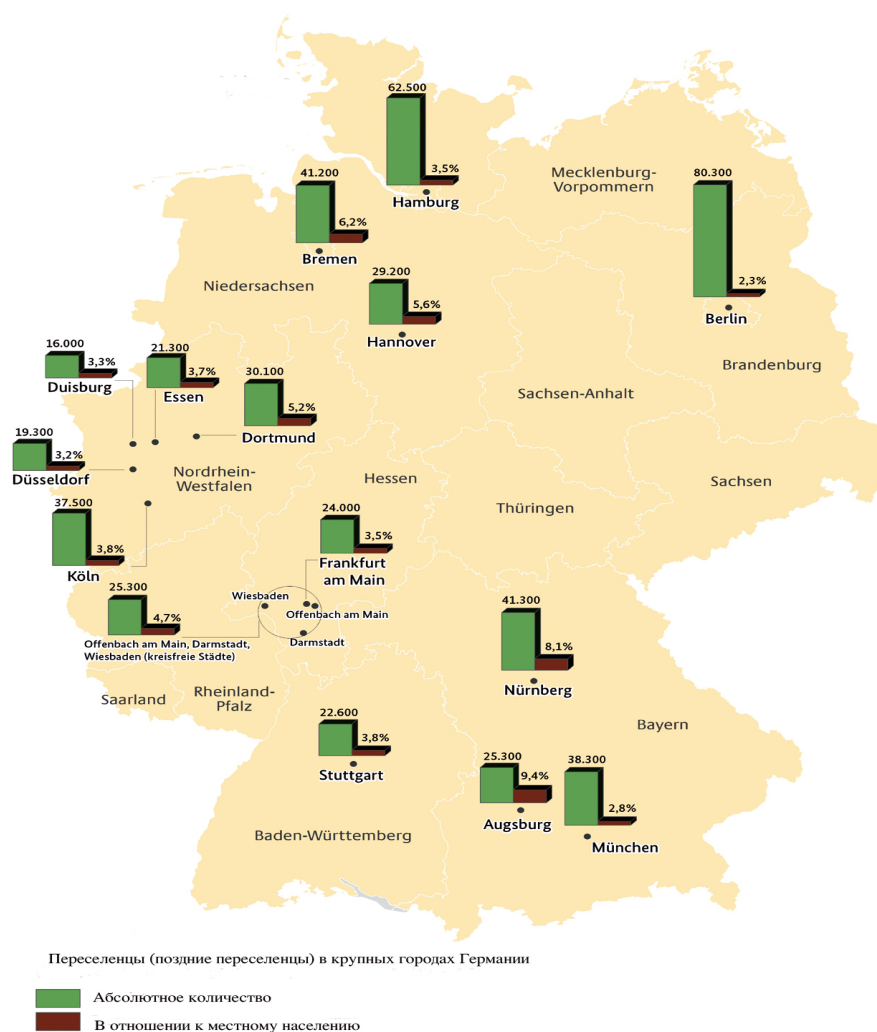 62.500
3,5%
Hamburg
Mecklenburg-
Vorpommern
80.300
2,3%
Berlin
41.200
6,2%
Bremen
Niedersachsen
29.200
5,6%
Hannover
Brandenburg
16.000
3,3%
Duisburg
21.300
3,7%
Essen
30.100
5,2%
Dortmund
Sachsen-Anhalt
19.300
3,2%
Düsseldorf
Nordrhein-
Westfalen
Hessen
Sachsen
Thüringen
37.500
3,8%
Köln
24.000
3,5%
Frankfurt
am Main
25.300
4,7%
Offenbach am Main, Darmstadt,
Wiesbaden (kreisfreie Städte)
Wiesbaden
Offenbach am Main
Darmstadt
41.300
8,1%
Nürnberg
Saarland
Rheinland-
Pfalz
Bayern
22.600
3,8%
Stuttgart
25.300
9,4%
Augsburg
38.300
2,8%
München
Baden-Württemberg
Переселенцы (поздние переселенцы) в крупных городах Германии
Абсолютное количество
В отношении к местному населению